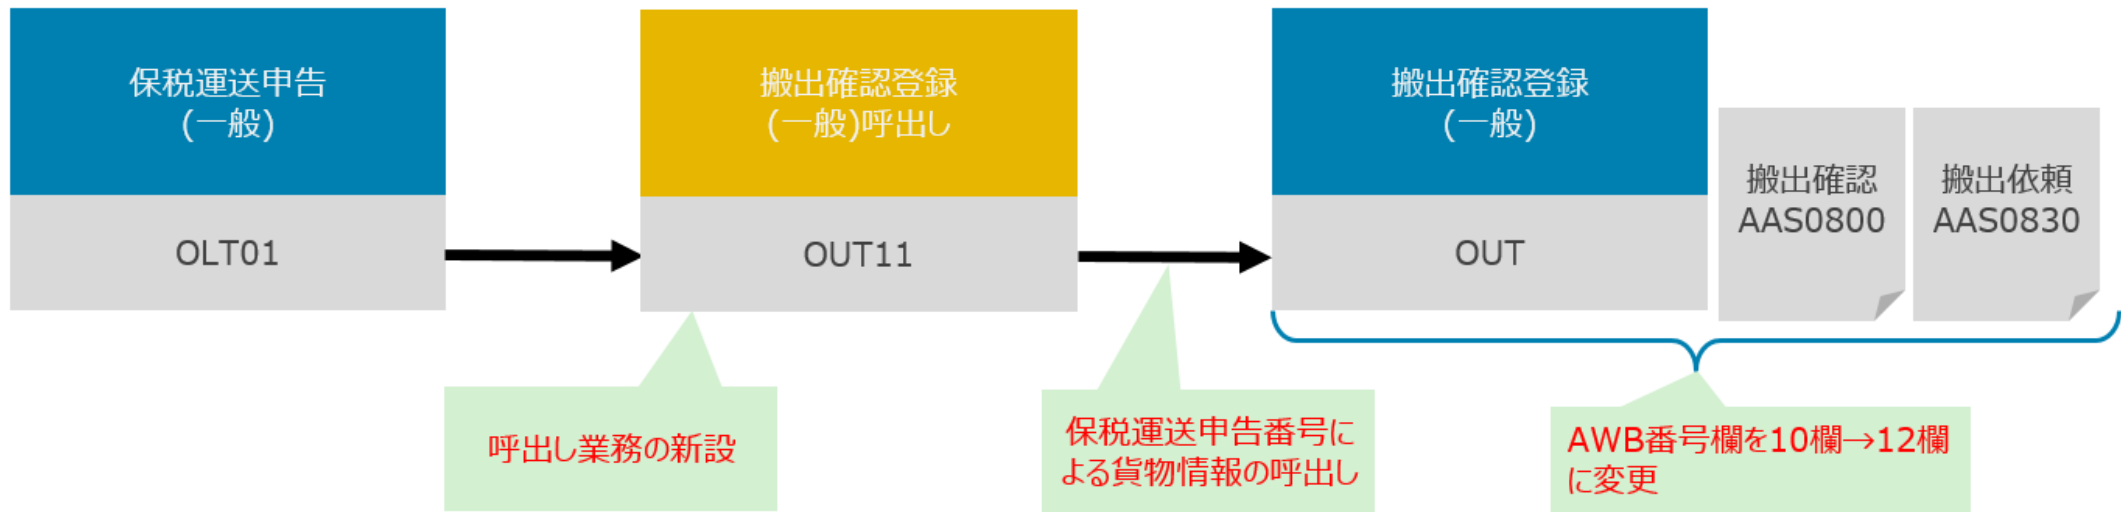 保税運送申告
(一般)
OLT01
搬出確認登録
(一般)呼出し
OUT11
搬出確認登録
(一般)
OUT
搬出確認
AAS0800
搬出依頼
AAS0830
呼出し業務の新設
保税運送申告番号に
よる貨物情報の呼出し
AWB番号欄を10欄→12欄
に変更